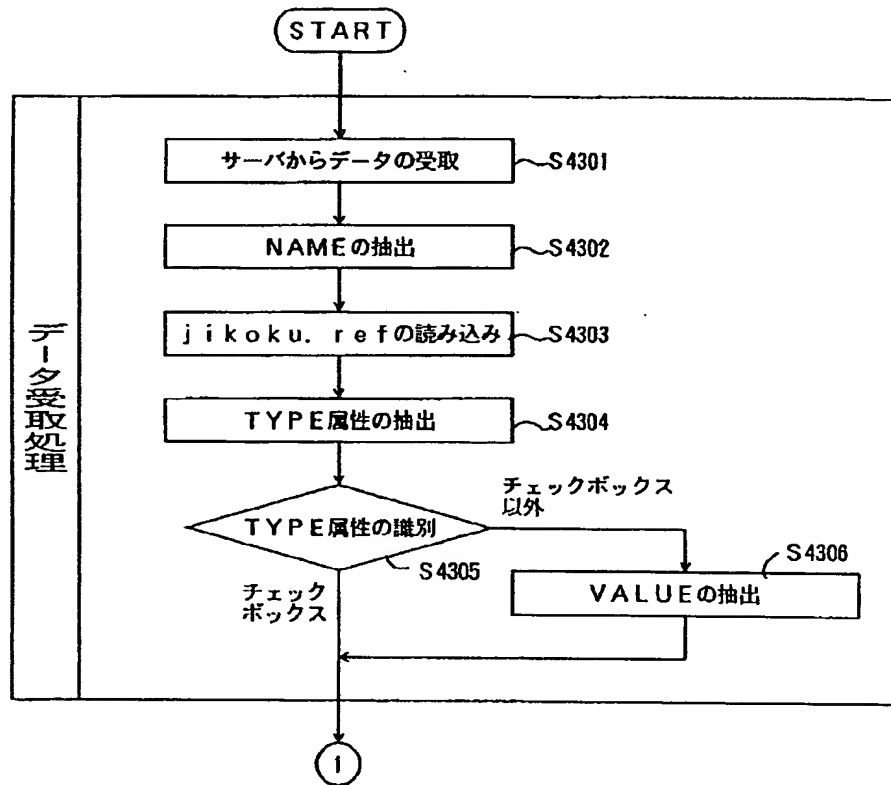 START
サーバからデータの受取
S4301
NAMEの抽出
S4302
jikoku.refの読み込み
S4303
TYPE属性の抽出
S4304
データ受取処理
TYPE属性の識別
S4305
チェックボックス
以外
S4306
VALUEの抽出
チェック
ボックス
1